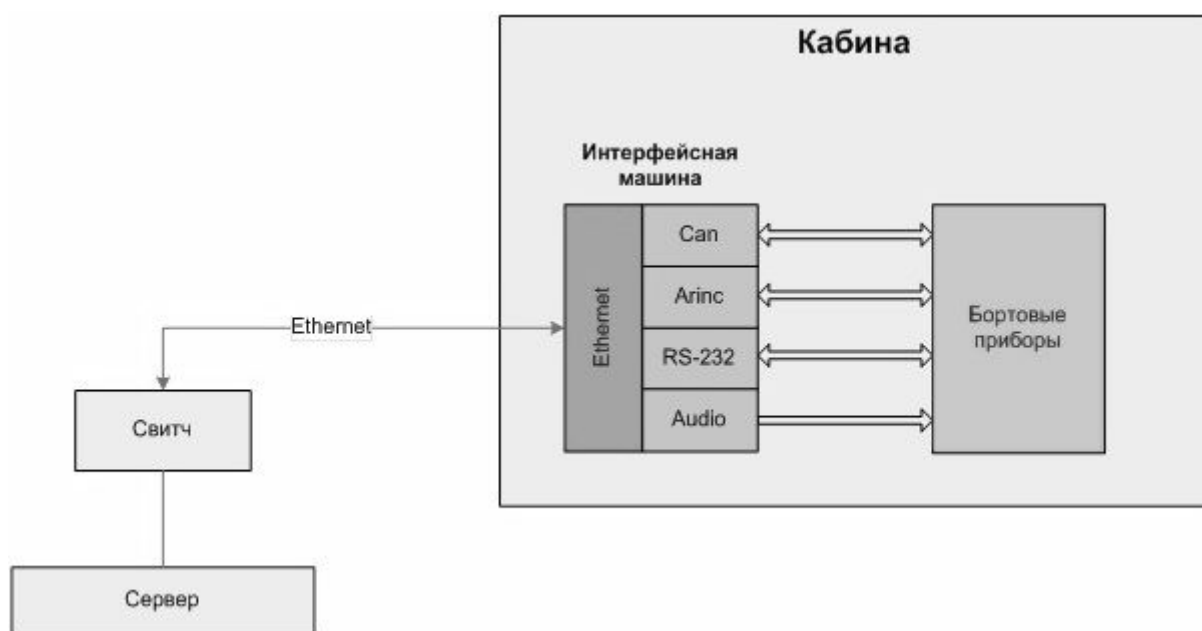 Кабина
Интерфейсная
машина
Can
Arinc
RS-232
Audio
Ethernet
Бортовые
приборы
Ethernet
Свитч
Сервер